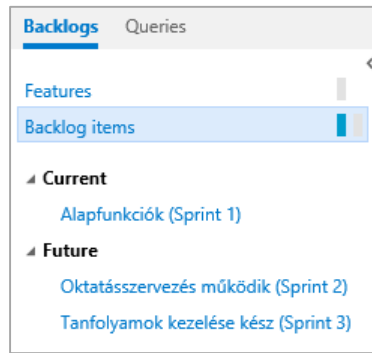 Backlogs Queries
Features
Backlog items
Current
Alapfunkciók (Sprint 1)
Future
Oktatásszervezés működik (Sprint 2)
Tanfolyamok kezelése kész (Sprint 3)